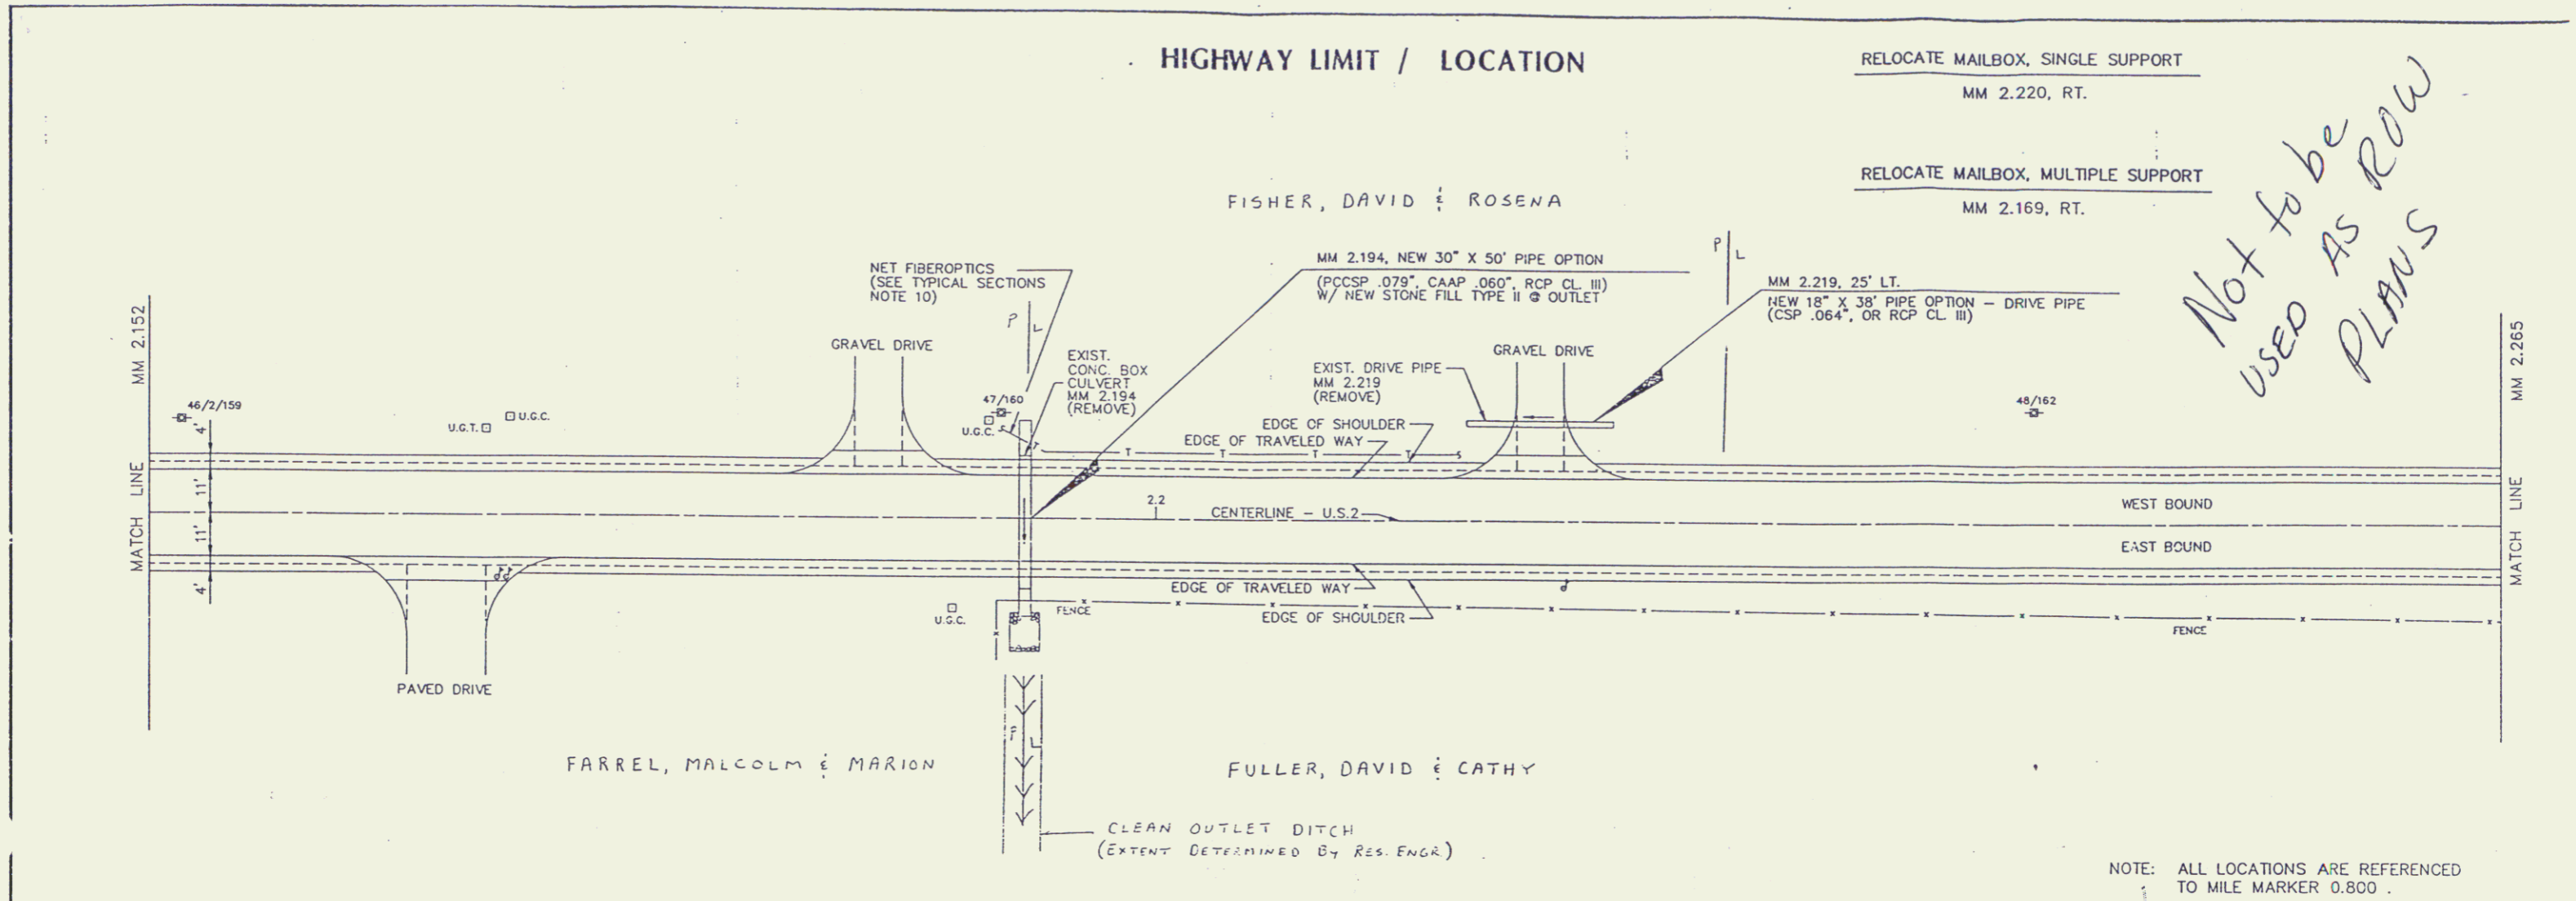 HIGHWAY LIMIT / LOCATION
RELOCATE MAILBOX, SINGLE SUPPORT
MM 2.220, RT.
RELOCATE MAILBOX, MULTIPLE SUPPORT
MM 2.169, RT.
Not to be
USED AS ROW
PLANS
FISHER, DAVID & ROSENA
NET FIBEROPTICS
(SEE TYPICAL SECTIONS
NOTE 10)
MM 2.194, NEW 30" X 50' PIPE OPTION
(PCCSP .079", CAAP .060", RCP CL. III)
W/ NEW STONE FILL TYPE II @ OUTLET
P L
MM 2.219, 25' LT.
NEW 18" X 38' PIPE OPTION – DRIVE PIPE
(CSP .064", OR RCP CL. III)
P L
MM 2.152
MATCH LINE
GRAVEL DRIVE
EXIST.
CONC. BOX
CULVERT
MM 2.194
(REMOVE)
EXIST. DRIVE PIPE
MM 2.219
(REMOVE)
GRAVEL DRIVE
MM 2.265
MATCH LINE
46/2/159
U.G.T.
U.G.C.
47/160
U.G.C.
48/162
4'
11'
11'
4'
EDGE OF SHOULDER
EDGE OF TRAVELED WAY
T T T T
2.2
CENTERLINE – U.S.2
WEST BOUND
EAST BOUND
EDGE OF TRAVELED WAY
EDGE OF SHOULDER
U.G.C.
FENCE
FENCE
PAVED DRIVE
P L
FARREL, MALCOLM & MARION
FULLER, DAVID & CATHY
CLEAN OUTLET DITCH
(EXTENT DETERMINED BY RES. ENGR.)
NOTE: ALL LOCATIONS ARE REFERENCED
TO MILE MARKER 0.800 .